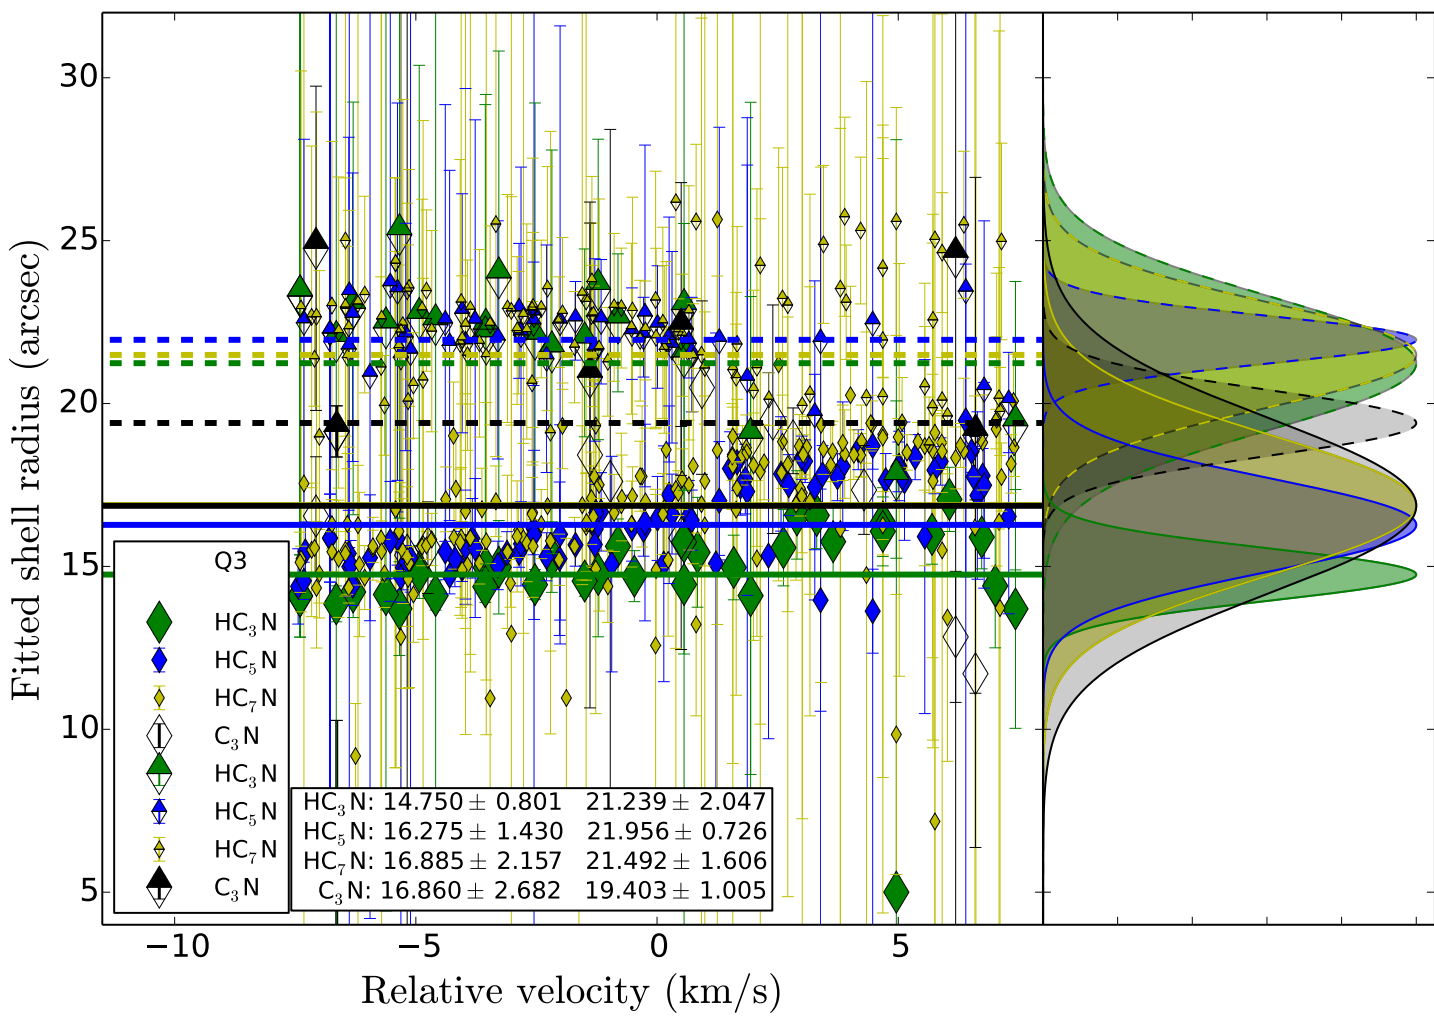 Fitted shell radius (arcsec)
30
25
20
15
10
5
Q3
HC₃N
HC₅N
HC₇N
C₃N
HC₃N
HC₅N
HC₇N
C₃N
HC₃N: 14.750 ± 0.801 21.239 ± 2.047
HC₅N: 16.275 ± 1.430 21.956 ± 0.726
HC₇N: 16.885 ± 2.157 21.492 ± 1.606
C₃N: 16.860 ± 2.682 19.403 ± 1.005
−10 −5 0 5
Relative velocity (km/s)